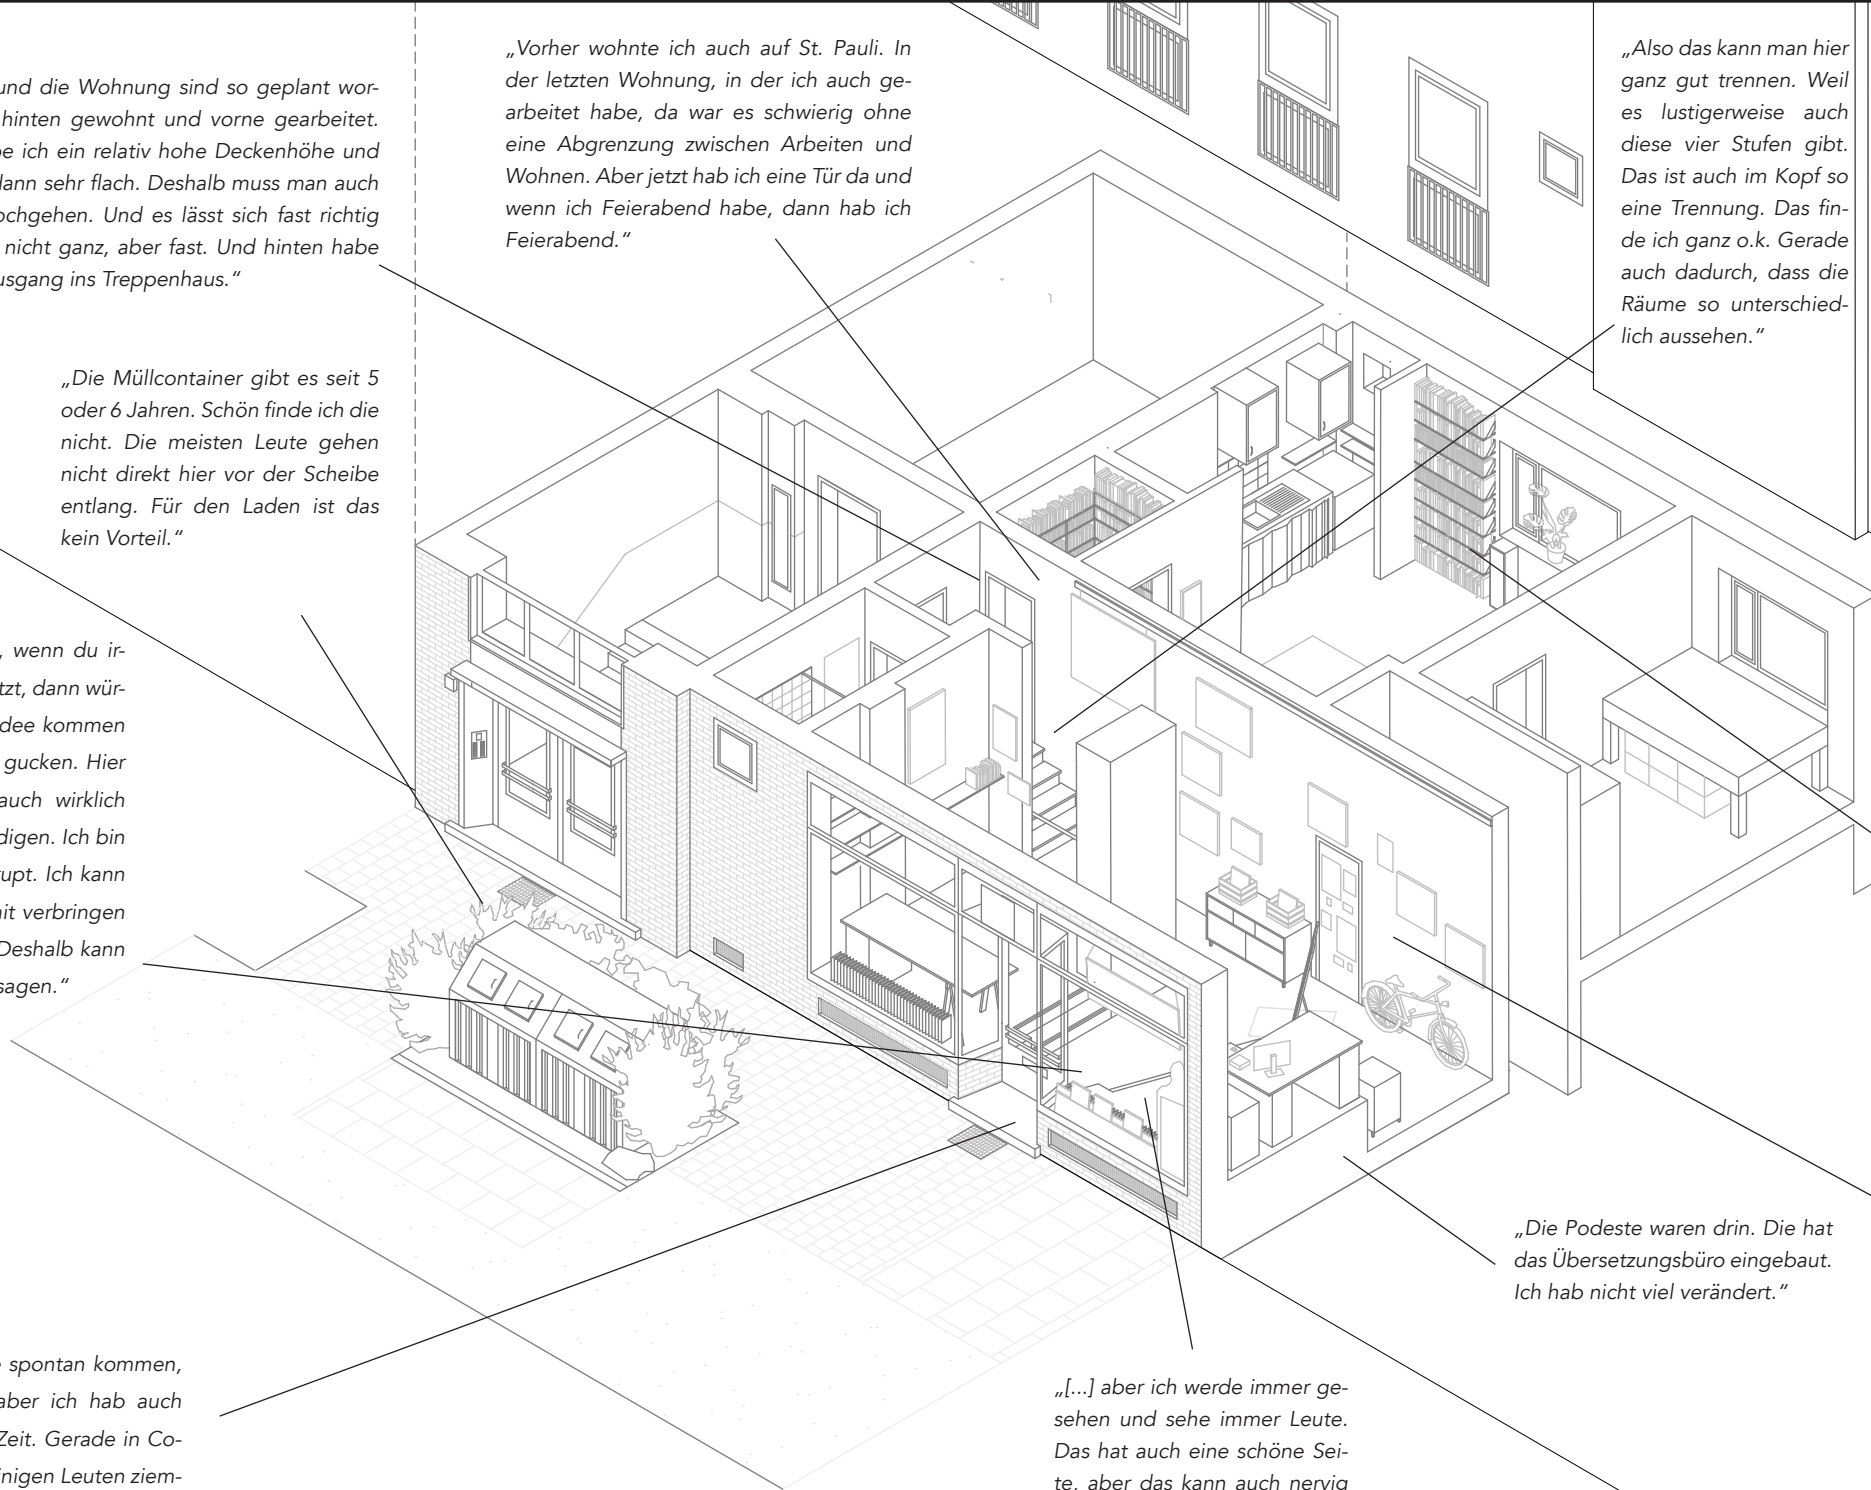 und die Wohnung sind so geplant wor-
hinten gewohnt und vorne gearbeitet.
ich ein relativ hohe Deckenhöhe und
dann sehr flach. Deshalb muss man auch
ochgehen. Und es lässt sich fast richtig
nicht ganz, aber fast. Und hinten habe
usgang ins Treppenhaus.“
„Vorher wohnte ich auch auf St. Pauli. In
der letzten Wohnung, in der ich auch ge-
arbeitet habe, da war es schwierig ohne
eine Abgrenzung zwischen Arbeiten und
Wohnen. Aber jetzt hab ich eine Tür da und
wenn ich Feierabend habe, dann hab ich
Feierabend.“
„Also das kann man hier
ganz gut trennen. Weil
es lustigerweise auch
diese vier Stufen gibt.
Das ist auch im Kopf so
eine Trennung. Das fin-
de ich ganz o.k. Gerade
auch dadurch, dass die
Räume so unterschied-
lich aussehen.“
„Die Müllcontainer gibt es seit 5
oder 6 Jahren. Schön finde ich die
nicht. Die meisten Leute gehen
nicht direkt hier vor der Scheibe
entlang. Für den Laden ist das
kein Vorteil.“
, wenn du ir-
tzt, dann wür-
dee kommen
gucken. Hier
auch wirklich
digen. Ich bin
upt. Ich kann
mit verbringen
Deshalb kann
sagen.“
„Die Podeste waren drin. Die hat
das Übersetzungsbüro eingebaut.
Ich hab nicht viel verändert.“
spontan kommen,
aber ich hab auch
Zeit. Gerade in Co-
inigen Leuten ziem-
„[...] aber ich werde immer ge-
sehen und sehe immer Leute.
Das hat auch eine schöne Sei-
te, aber das kann auch nervig